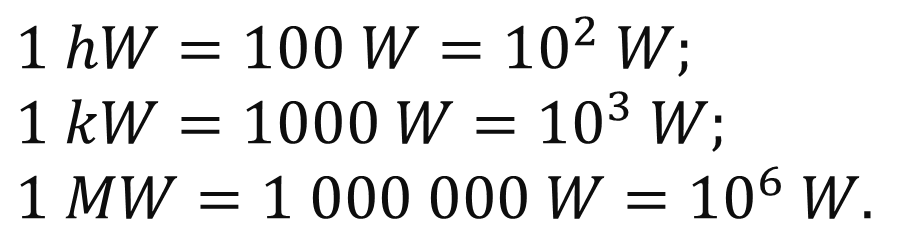 1 hW = 100 W = 10² W;
1 kW = 1000 W = 10³ W;
1 MW = 1 000 000 W = 10⁶ W.